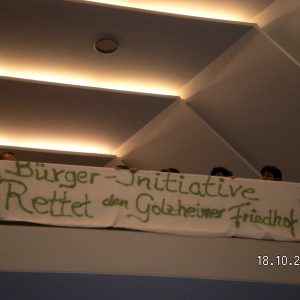 Bürger-Initiative
Rettet den Golzheimer Friedhof
18.10.2